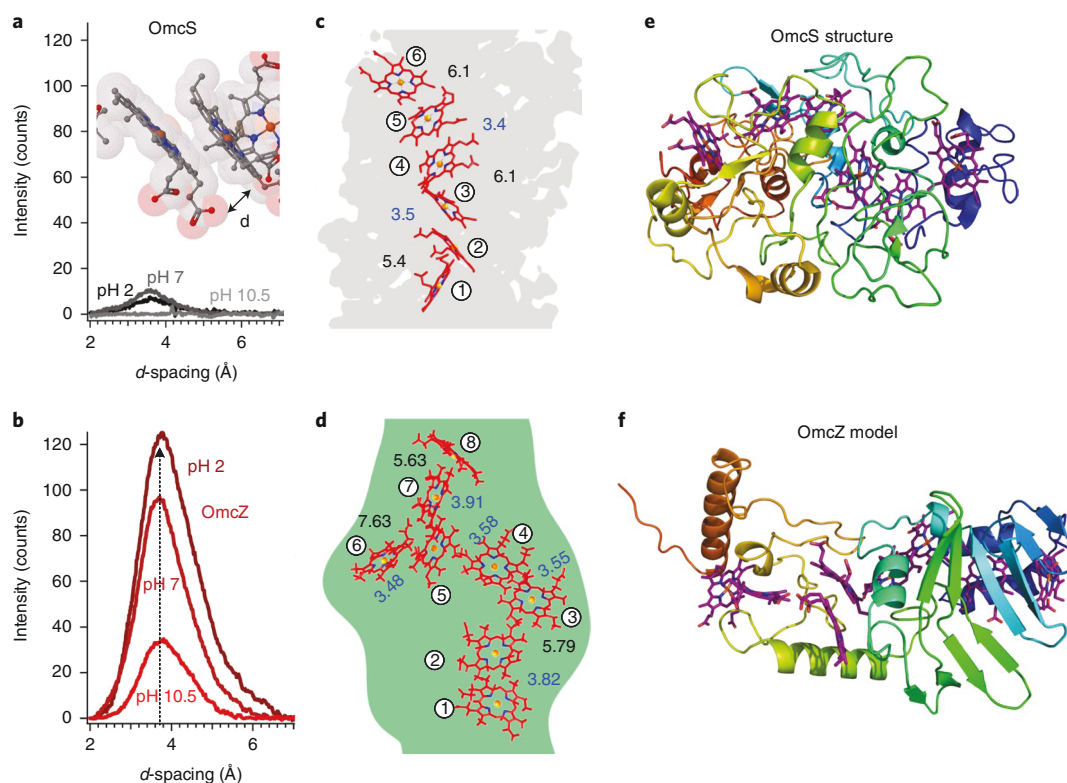 a
OmcS
120
100
80
60
40
20
0
Intensity (counts)
d
pH 2
pH 7
pH 10.5
2
4
6
d-spacing (Å)
b
120
100
80
60
40
20
0
Intensity (counts)
pH 2
OmcZ
pH 7
pH 10.5
2
4
6
d-spacing (Å)
c
6
6.1
5
3.4
4
6.1
3
3.5
2
5.4
1
d
8
5.63
7
3.91
7.63
3.58
4
6
3.55
3.48
5
3
5.79
2
3.82
1
e
OmcS structure
f
OmcZ model